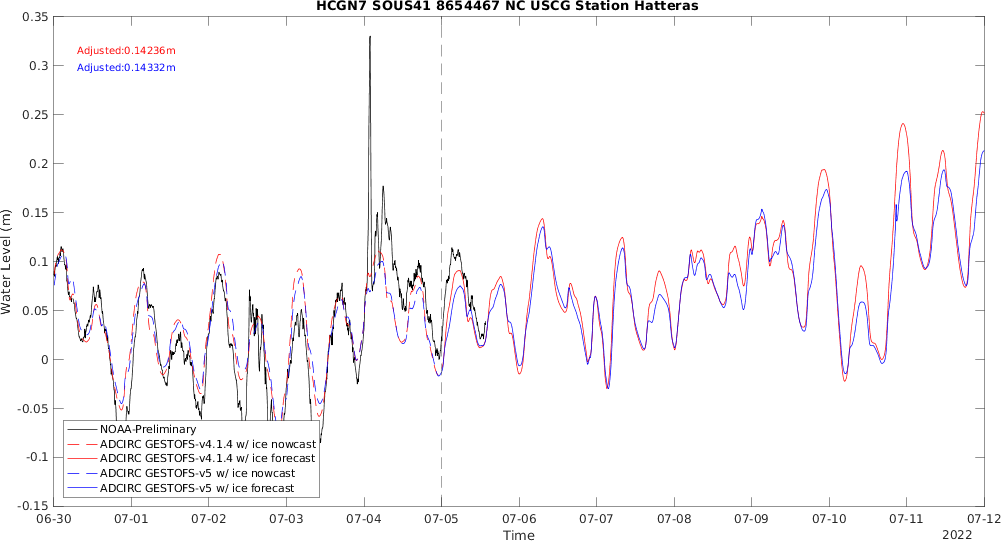 HCGN7 SOUS41 8654467 NC USCG Station Hatteras
0.35
0.3
0.25
0.2
0.15
0.1
0.05
0
-0.05
-0.1
-0.15
Water Level (m)
Adjusted:0.14236m
Adjusted:0.14332m
NOAA-Preliminary
ADCIRC GESTOFS-v4.1.4 w/ ice nowcast
ADCIRC GESTOFS-v4.1.4 w/ ice forecast
ADCIRC GESTOFS-v5 w/ ice nowcast
ADCIRC GESTOFS-v5 w/ ice forecast
06-30 07-01 07-02 07-03 07-04 07-05 07-06 07-07 07-08 07-09 07-10 07-11 07-12
Time
2022